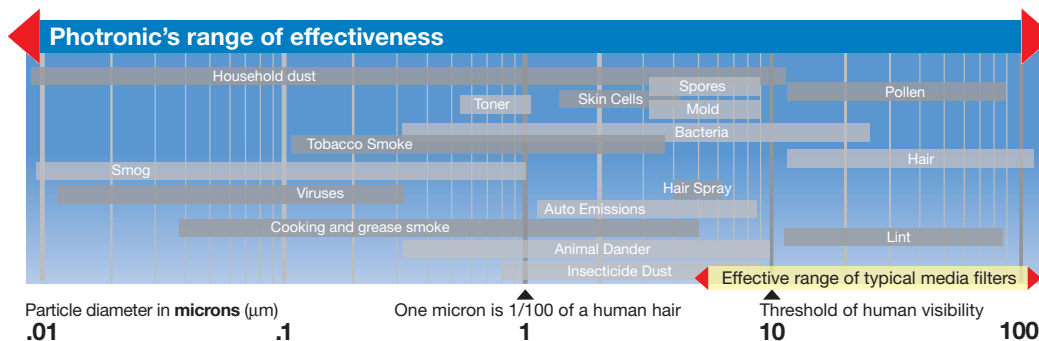 Photronic's range of effectiveness
Household dust
Spores
Toner
Skin Cells
Pollen
Mold
Bacteria
Tobacco Smoke
Hair
Smog
Hair Spray
Viruses
Auto Emissions
Cooking and grease smoke
Lint
Animal Dander
Insecticide Dust
Effective range of typical media filters
Particle diameter in microns (μm)
One micron is 1/100 of a human hair
Threshold of human visibility
.01 .1 1 10 100